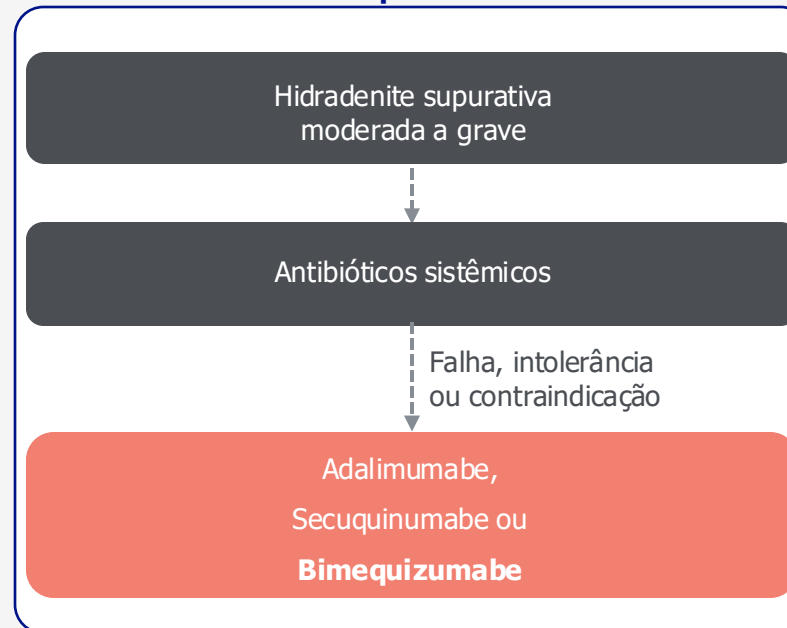 Hidradenite supurativa
moderada a grave
Antibióticos sistêmicos
Falha, intolerância
ou contraindicação
Adalimumabe,
Secuquinumabe ou
Bimequizumabe